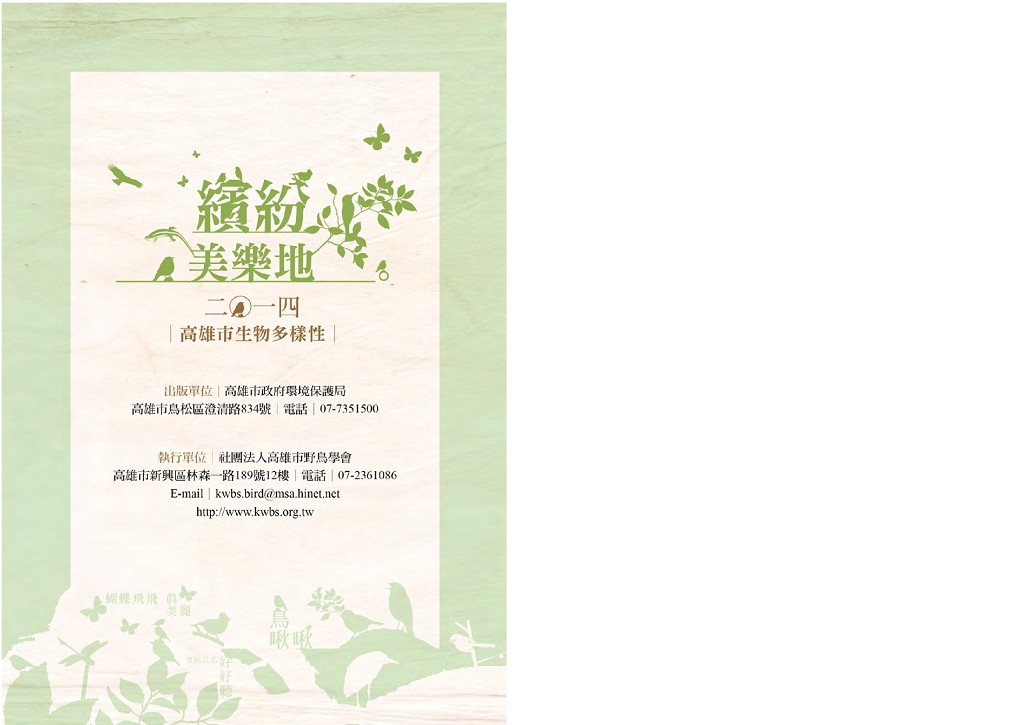 繽紛
美樂地
二〇一四
高雄市生物多樣性
出版單位|高雄市政府環境保護局
高雄市鳥松區澄清路834號|電話|07-7351500
執行單位|社團法人高雄市野鳥學會
高雄市新興區林森一路189號12樓|電話|07-2361086
E-mail|kwbs.bird@msa.hinet.net
http://www.kwbs.org.tw
蝴蝶飛飛
真美麗
鳥
啾啾
好好聽